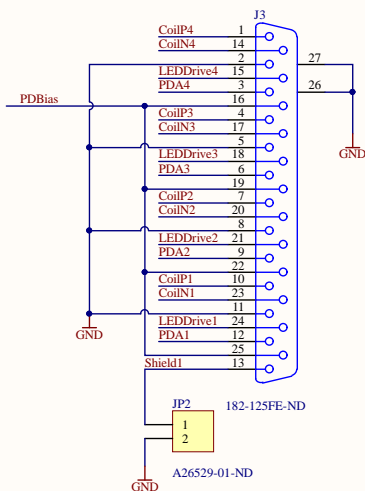 J3
CoilP4 1
CoilN4 14
2 27
LEDDrive4 15
PDA4 3 26
PDBias 16
CoilP3 4
CoilN3 17
5
GND
LEDDrive3 18
PDA3 6
19
CoilP2 7
CoilN2 20
8
LEDDrive2 21
PDA2 9
22
CoilP1 10
CoilN1 23
11
LEDDrive1 24
GND
PDA1 12
25
Shield1 13
JP2 182-125FE-ND
1
2
A26529-01-ND
GND